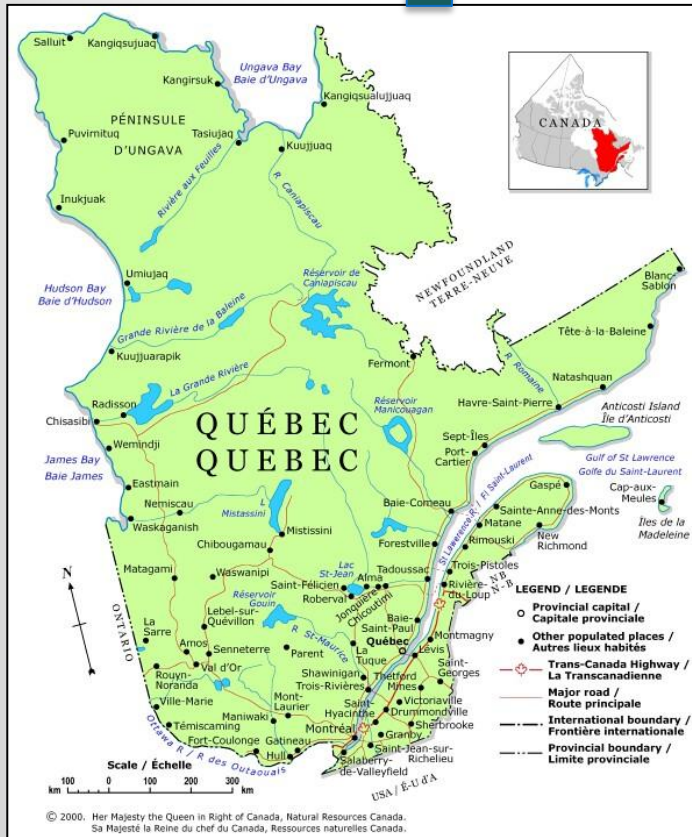 Salluit
Kangiqsujuaq
Ungava Bay
Baie d'Ungava
Kangirsuk
Kangiqsualujjuaq
CANADA
PÉNINSULE
D'UNGAVA
Puvirnituq
Tasiujaq
Kuujjuaq
Rivière aux Feuilles
R Caniapiscau
Inukjuak
Hudson Bay
Baie d'Hudson
Umiujaq
Réservoir de
Caniapiscau
NEWFOUNDLAND
TERRE-NEUVE
Blanc-
Sablon
Grande Rivière de la Baleine
Tête-à-la-Baleine
Kuujjuarapik
Fermont
R Romaine
La Grande Rivière
Natashquan
Radisson
Chisasibi
Réservoir
Manicouagan
Havre-Saint-Pierre
Anticosti Island
Île d'Anticosti
QUÉBEC
QUEBEC
Wemindji
Sept-Îles
Port-
Cartier
James Bay
Baie James
Gulf of St Lawrence
Golfe du Saint-Laurent
Eastmain
L
Mistassini
Gaspé
Cap-aux-
Meules
Nemiscau
Baie-Comeau
St Lawrence R / Fl Saint-Laurent
Sainte-Anne-des-Monts
Waskaganish
Mistissini
Matane
Îles de la
Madeleine
Chibougamau
Forestville
Rimouski
New
Richmond
Matagami
Waswanipi
Lac
St-Jean
Tadoussac
Trois-Pistoles
Saint-Félicien
Alma
Rivière-
du-Loup
NB
N-B
Roberval
Jonquière
Chicoutimi
N
ONTARIO
Lebel-sur-
Quévillon
Réservoir
Gouin
Baie-
Saint-Paul
La
Sarre
R St-Maurice
Québec
Montmagny
Amos
Senneterre
Parent
La
Tuque
Lévis
Val d'Or
Saint-
Georges
Rouyn-
Noranda
Shawinigan
Thetford
Mines
Trois-Rivières
Ville-Marie
Mont-
Laurier
Victoriaville
Saint-
Hyacinthe
Drummondville
Maniwaki
Témiscaming
Sherbrooke
Montréal
Granby
Fort-Coulonge
Gatineau
Saint-Jean-sur-
Richelieu
Ottawa R / R des Outaouais
Hull
Salaberry-
de-Valleyfield
USA / É-U d'A
LEGEND / LEGENDE
Provincial capital /
Capitale provinciale
Other populated places /
Autres lieux habités
Trans-Canada Highway /
La Transcanadienne
Major road /
Route principale
International boundary /
Frontière internationale
Provincial boundary /
Limite provinciale
Scale / Échelle
100 0 100 200 300
km km
© 2000. Her Majesty the Queen in Right of Canada, Natural Resources Canada.
Sa Majesté la Reine du chef du Canada, Ressources naturelles Canada.